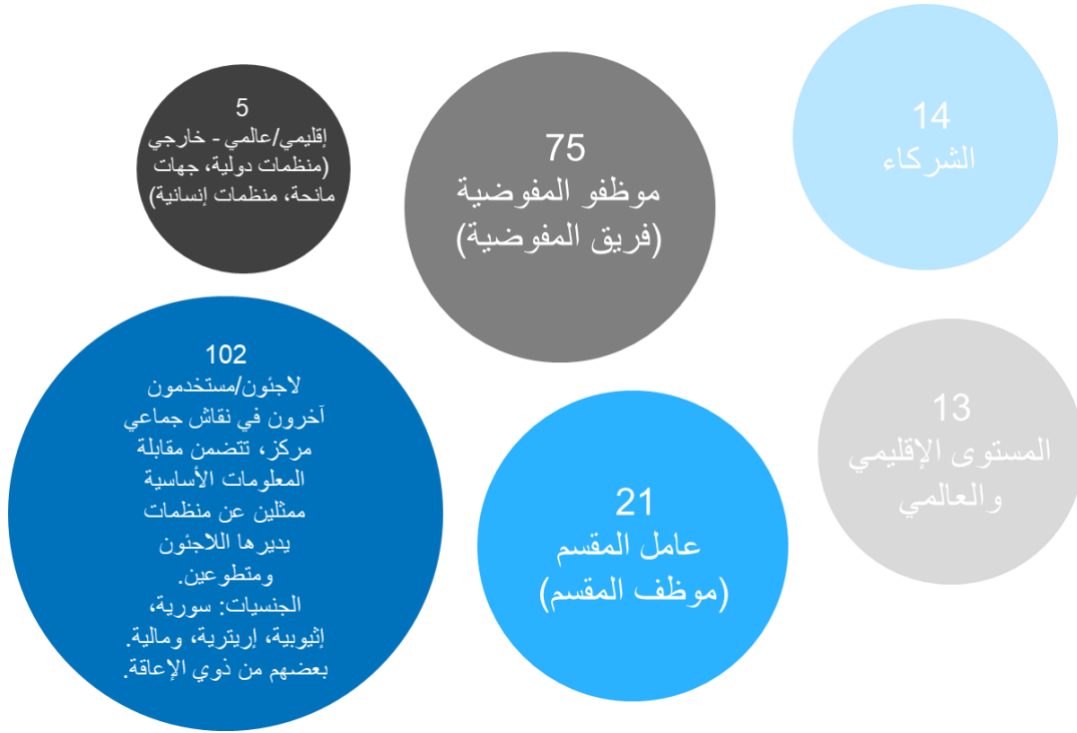 14
الشركاء
75
موظفو المفوضية
(فريق المفوضية)
5
إقليمي/عالمي - خارجي
(منظمات دولية، جهات
مانحة، منظمات إنسانية)
13
المستوى الإقليمي
والعالمي
21
عامل المقسم
(موظف المقسم)
102
لاجئون/مستخدمون
آخرون في نقاش جماعي
مركز، تتضمن مقابلة
المعلومات الأساسية
ممثلين عن منظمات
يديرها اللاجئون
ومتطوعين.
الجنسيات: سورية،
إثيوبية، إريترية، ومالية.
بعضهم من ذوي الإعاقة.